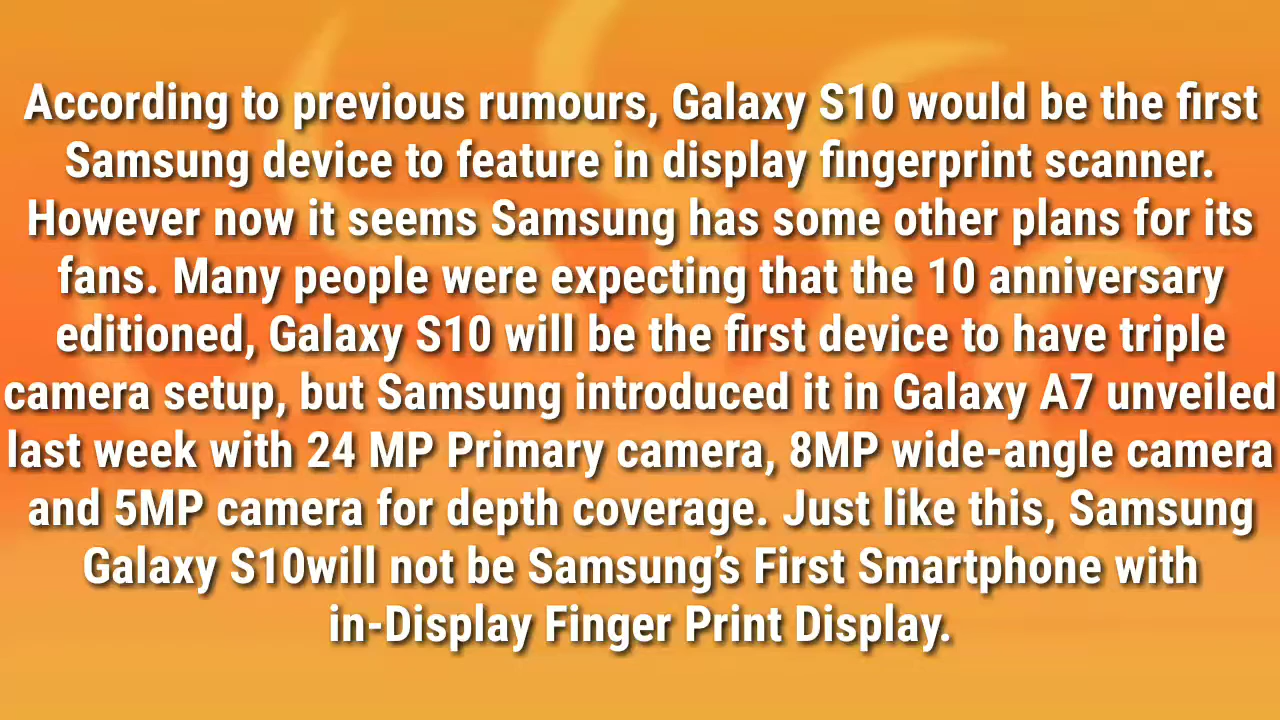 According to previous rumours, Galaxy S10 would be the first
Samsung device to feature in display fingerprint scanner.
However now it seems Samsung has some other plans for its
fans. Many people were expecting that the 10 anniversary
editioned, Galaxy S10 will be the first device to have triple
camera setup, but Samsung introduced it in Galaxy A7 unveiled
last week with 24 MP Primary camera, 8MP wide-angle camera
and 5MP camera for depth coverage. Just like this, Samsung
Galaxy S10will not be Samsung’s First Smartphone with
in-Display Finger Print Display.